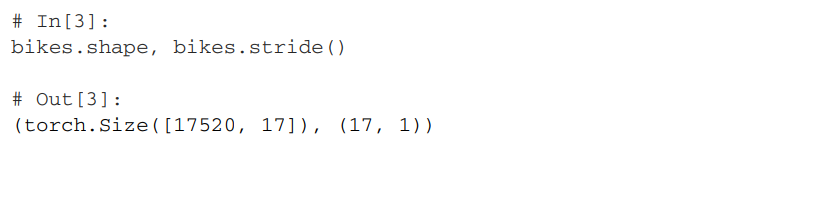 # In[3]:
bikes.shape, bikes.stride()
# Out[3]:
(torch.Size([17520, 17]), (17, 1))